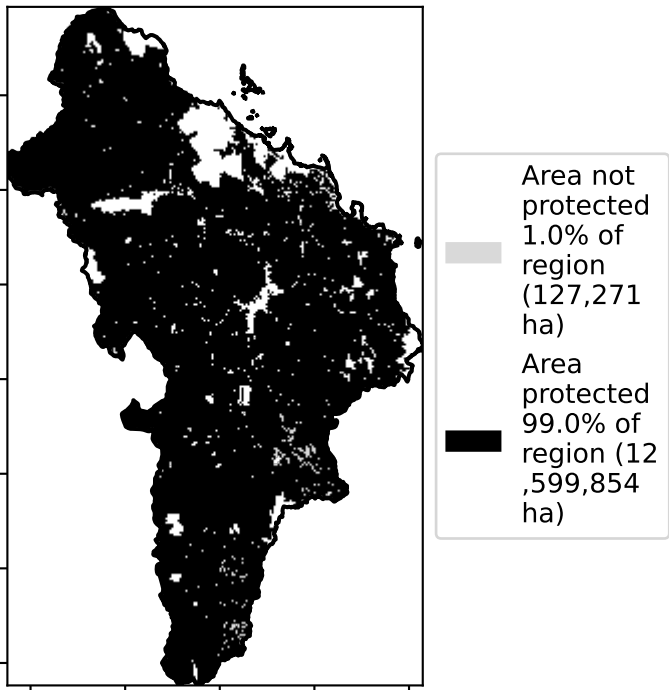 Area not
protected
1.0% of
region
(127,271
ha)
Area
protected
99.0% of
region (12
,599,854
ha)